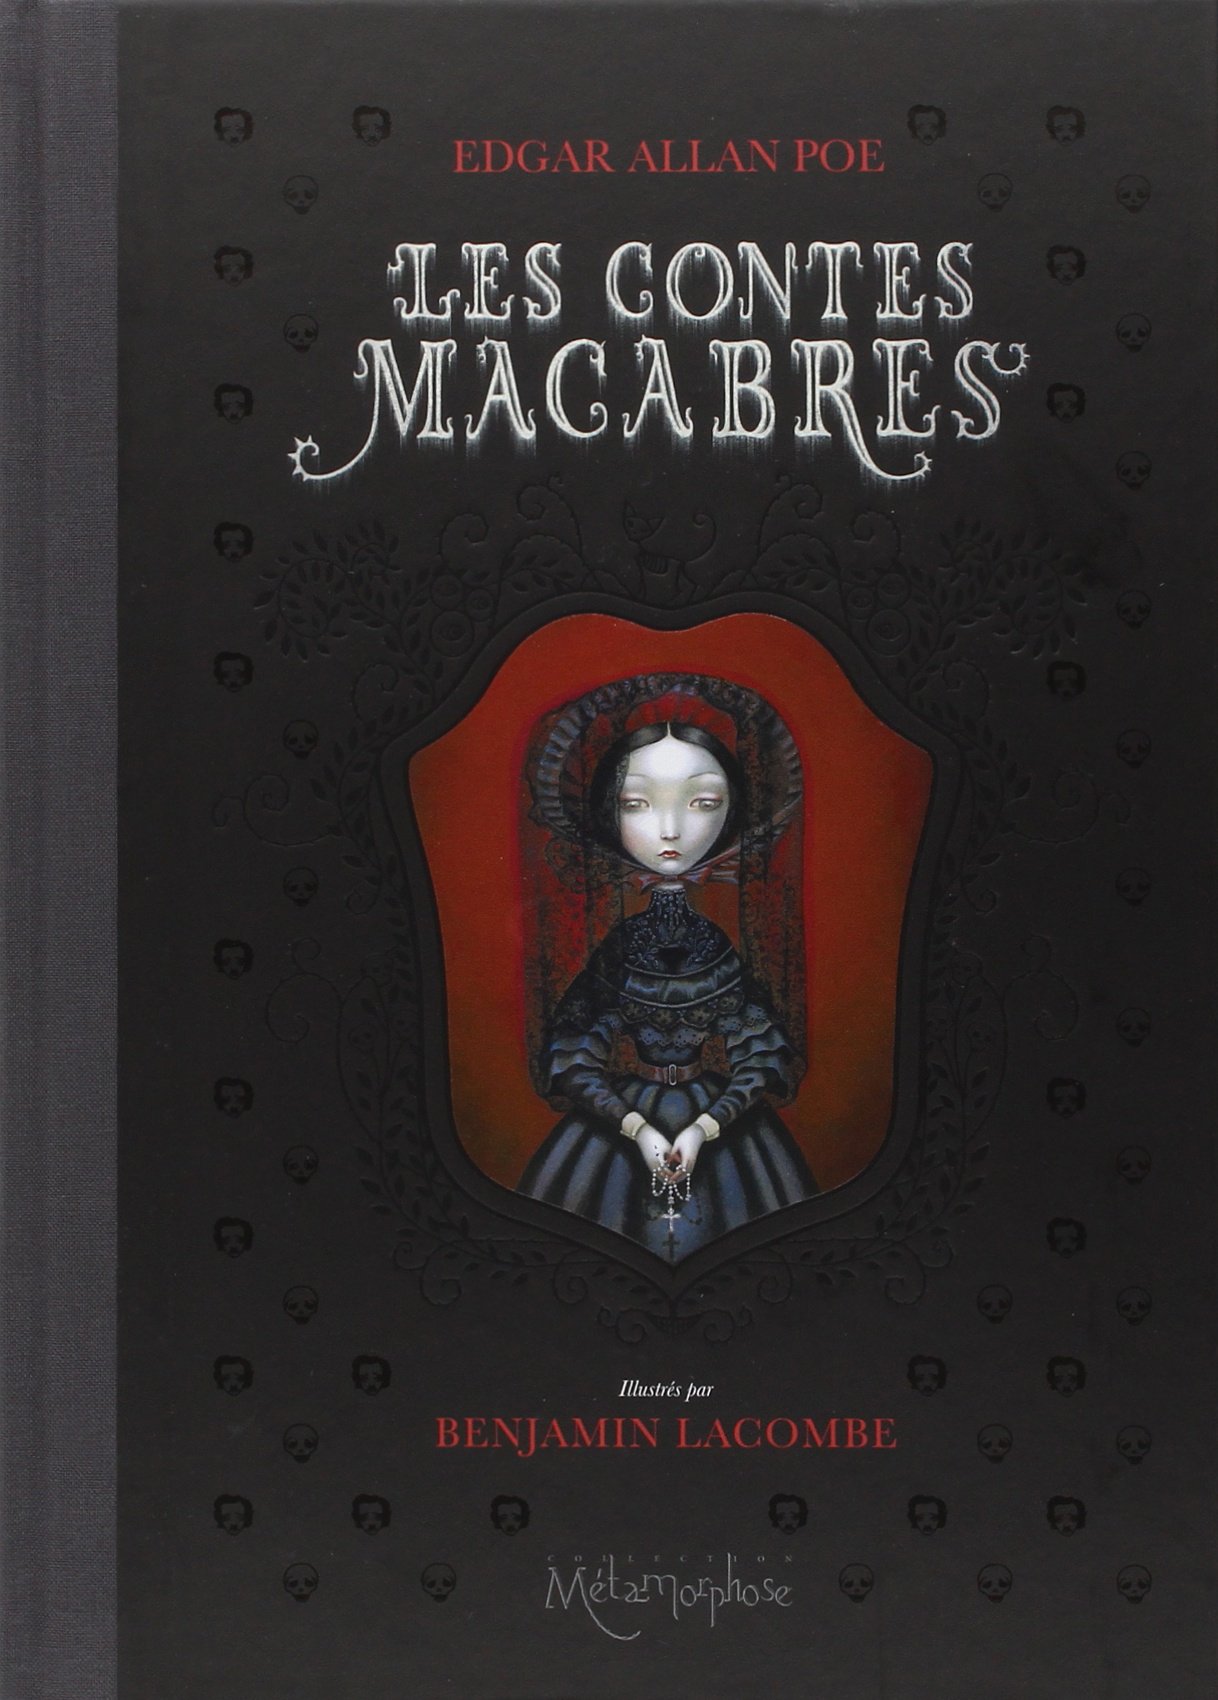 EDGAR ALLAN POE
LES CONTES
MACABRES
Illustrés par
BENJAMIN LACOMBE
COLLECTION
Métamorphose